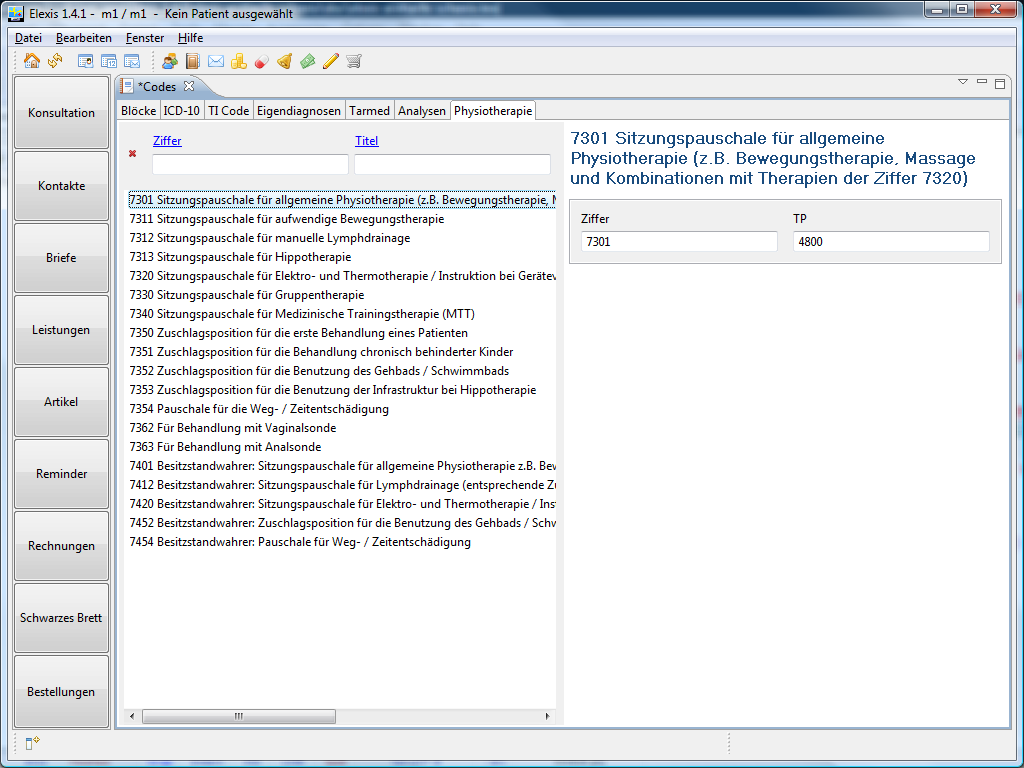 Elexis 1.4.1 - m1 / m1 - Kein Patient ausgewählt
Datei Bearbeiten Fenster Hilfe
*Codes
Blöcke ICD-10 TI Code Eigendiagnosen Tarmed Analysen Physiotherapie
Konsultation
Kontakte
Briefe
Leistungen
Artikel
Reminder
Rechnungen
Schwarzes Brett
Bestellungen
Ziffer Titel
7301 Sitzungspauschale für allgemeine Physiotherapie (z.B. Bewegungstherapie, M
7311 Sitzungspauschale für aufwendige Bewegungstherapie
7312 Sitzungspauschale für manuelle Lymphdrainage
7313 Sitzungspauschale für Hippotherapie
7320 Sitzungspauschale für Elektro- und Thermotherapie / Instruktion bei Gerätev
7330 Sitzungspauschale für Gruppentherapie
7340 Sitzungspauschale für Medizinische Trainingstherapie (MTT)
7350 Zuschlagsposition für die erste Behandlung eines Patienten
7351 Zuschlagsposition für die Behandlung chronisch behinderter Kinder
7352 Zuschlagsposition für die Benutzung des Gehbads / Schwimmbads
7353 Zuschlagsposition für die Benutzung der Infrastruktur bei Hippotherapie
7354 Pauschale für die Weg- / Zeitentschädigung
7362 Für Behandlung mit Vaginalsonde
7363 Für Behandlung mit Analsonde
7401 Besitzstandwahrer: Sitzungspauschale für allgemeine Physiotherapie z.B. Bew
7412 Besitzstandwahrer: Sitzungspauschale für Lymphdrainage (entsprechende Zu
7420 Besitzstandwahrer: Sitzungspauschale für Elektro- und Thermotherapie / Ins
7452 Besitzstandwahrer: Zuschlagsposition für die Benutzung des Gehbads / Schw
7454 Besitzstandwahrer: Pauschale für Weg- / Zeitentschädigung
7301 Sitzungspauschale für allgemeine
Physiotherapie (z.B. Bewegungstherapie, Massage
und Kombinationen mit Therapien der Ziffer 7320)
Ziffer TP
7301 4800